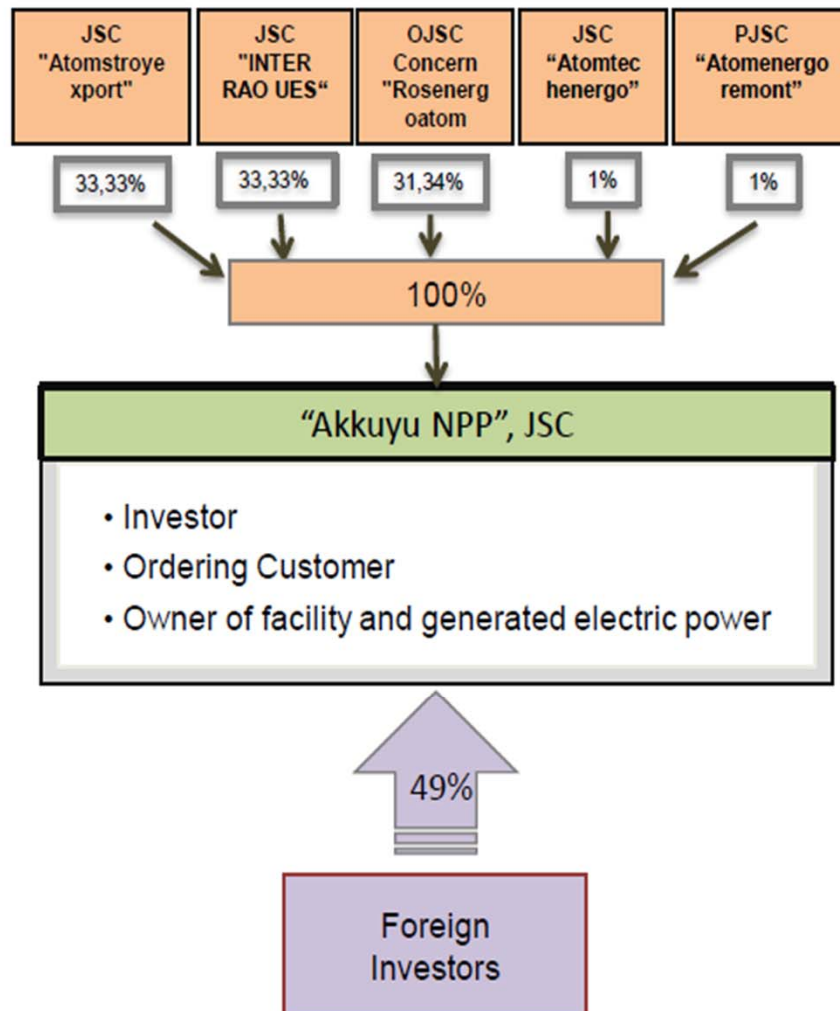 JSC
"Atomstroye
xport"
JSC
"INTER
RAO UES“
OJSC
Concern
"Rosenerg
oatom
JSC
“Atomtec
henergo”
PJSC
“Atomenergo
remont”
33,33%
33,33%
31,34%
1%
1%
100%
“Akkuyu NPP”, JSC
• Investor
• Ordering Customer
• Owner of facility and generated electric power
49%
Foreign
Investors